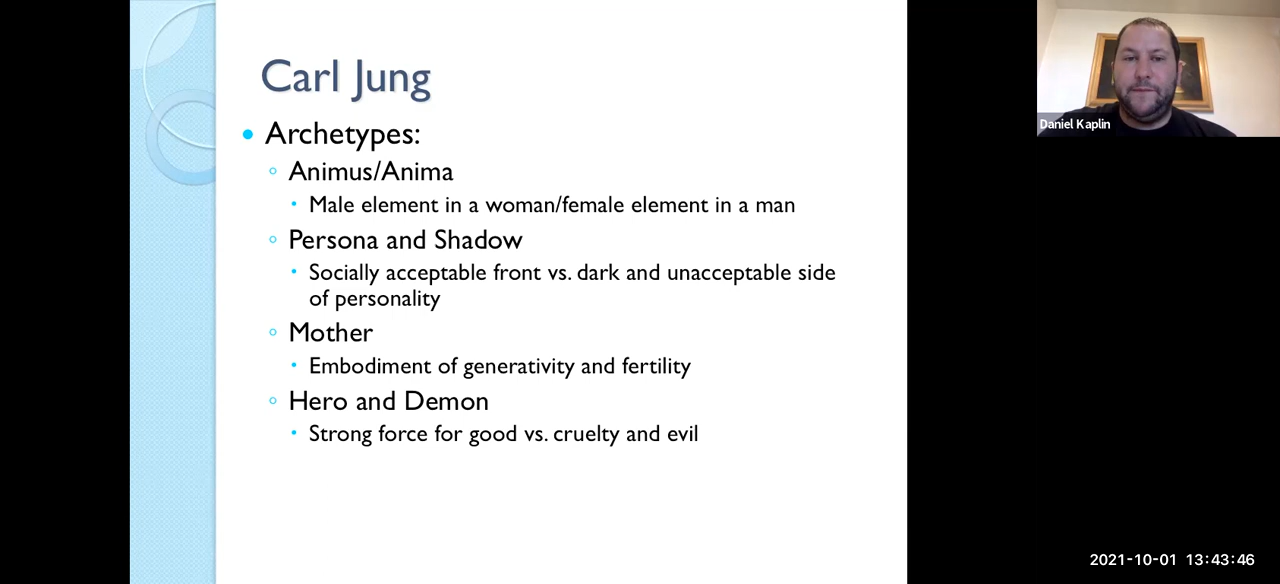 Carl Jung
Archetypes:
Animus/Anima
Male element in a woman/female element in a man
Persona and Shadow
Socially acceptable front vs. dark and unacceptable side
of personality
Mother
Embodiment of generativity and fertility
Hero and Demon
Strong force for good vs. cruelty and evil
Daniel Kaplin
2021-10-01 13:43:46